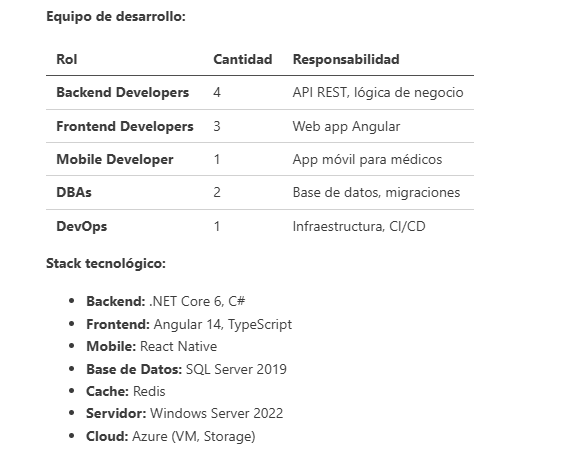 Equipo de desarrollo:
Rol Cantidad Responsabilidad
Backend Developers 4 API REST, lógica de negocio
Frontend Developers 3 Web app Angular
Mobile Developer 1 App móvil para médicos
DBAs 2 Base de datos, migraciones
DevOps 1 Infraestructura, CI/CD
Stack tecnológico:
• Backend: .NET Core 6, C#
• Frontend: Angular 14, TypeScript
• Mobile: React Native
• Base de Datos: SQL Server 2019
• Cache: Redis
• Servidor: Windows Server 2022
• Cloud: Azure (VM, Storage)